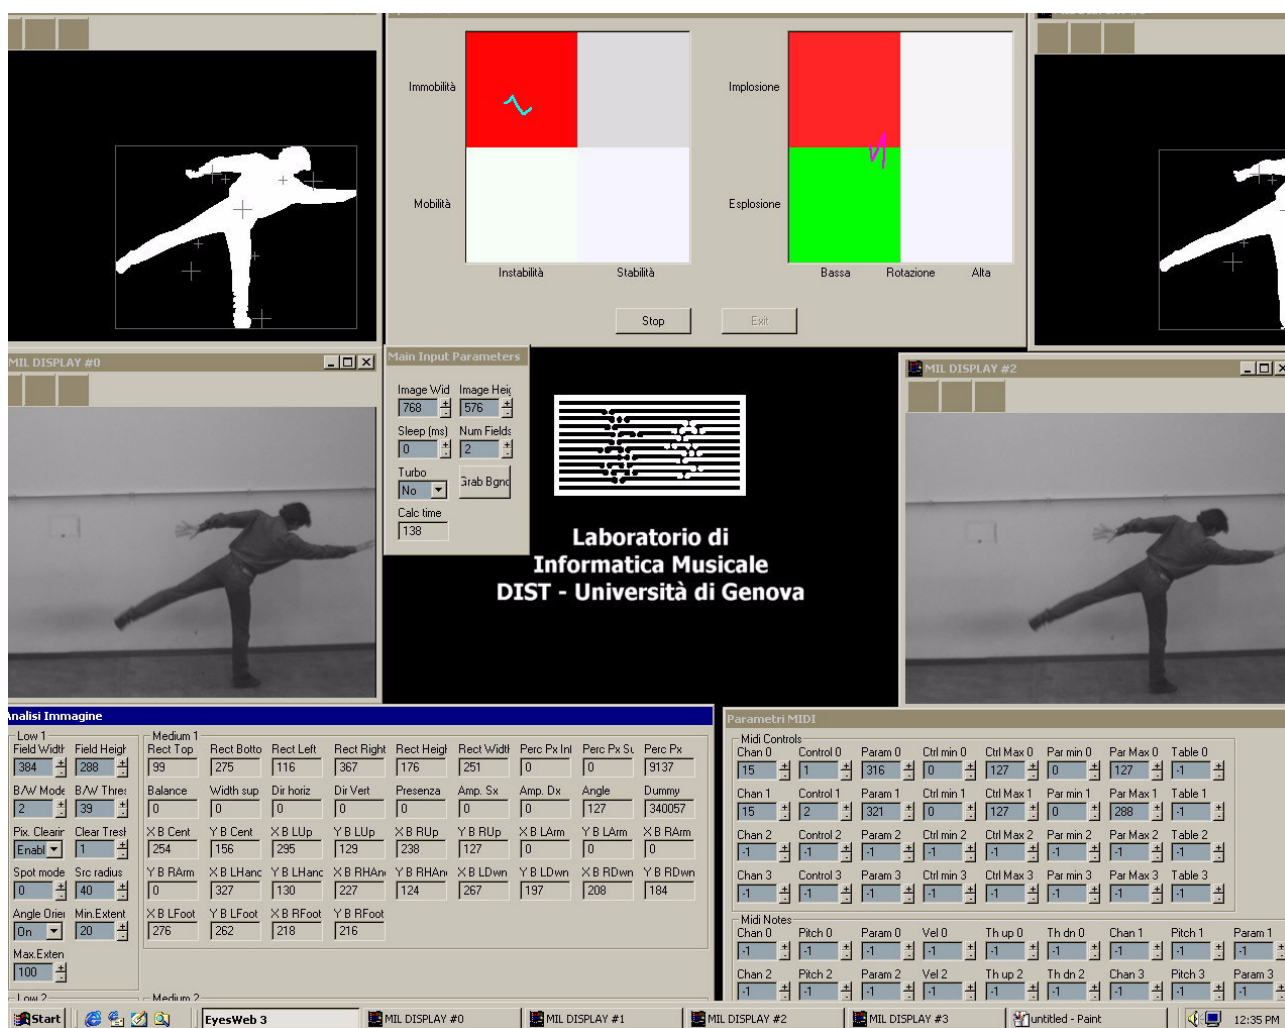 Immobilità
Mobilità
Instabilità Stabilità
Implosione
Esplosione
Bassa Rotazione Alta
Stop Exit
MIL DISPLAY #0
Main Input Parameters
Image Wid Image Heig
768 576
Sleep (ms) Num Fields
0 2
Turbo
No Grab Bgnd
Calc time
138
Laboratorio di
Informatica Musicale
DIST - Università di Genova
MIL DISPLAY #2
Analisi Immagine
Low 1 Medium 1
Field Width Field Heigh Rect Top Rect Botto Rect Left Rect Right Rect Heigh Rect Width Perc Px Inl Perc Px Su Perc Px
384 288 99 275 116 367 176 251 0 0 9137
B/W Mode B/W Thres Balance Width sup Dir horiz Dir Vert Presenza Amp. Sx Amp. Dx Angle Dummy
2 39 0 0 0 0 0 0 0 127 340057
Pix. Clearin Clear Tresh X B Cent Y B Cent X B LUp Y B LUp X B RUp Y B RUp X B LArm Y B LArm X B RArm
Enabl 1 254 156 295 129 238 127 0 0 0
Spot mode Src radius Y B RArm X B LHanc Y B LHanc X B RHAnc Y B RHAnc X B LDwn Y B LDwn X B RDwn Y B RDwn
0 40 0 327 130 227 124 267 197 208 184
Angle Orier Min.Extent X B LFoot Y B LFoot X B RFoot Y B RFoot
On 20 276 262 218 216
Max.Exten
100
Low 2 Medium 2
Parametri MIDI
Midi Controls
Chan 0 Control 0 Param 0 Ctrl min 0 Ctrl Max 0 Par min 0 Par Max 0 Table 0
15 1 316 0 127 0 127 -1
Chan 1 Control 1 Param 1 Ctrl min 1 Ctrl Max 1 Par min 1 Par Max 1 Table 1
15 2 321 0 127 0 288 -1
Chan 2 Control 2 Param 2 Ctrl min 2 Ctrl Max 2 Par min 2 Par Max 2 Table 2
-1 -1 -1 -1 -1 -1 -1 -1
Chan 3 Control 3 Param 3 Ctrl min 3 Ctrl Max 3 Par min 3 Par Max 3 Table 3
-1 -1 -1 -1 -1 -1 -1 -1
Midi Notes
Chan 0 Pitch 0 Param 0 Vel 0 Th up 0 Th dn 0 Chan 1 Pitch 1 Param 1
-1 -1 -1 -1 -1 -1 -1 -1 -1
Chan 2 Pitch 2 Param 2 Vel 2 Th up 2 Th dn 2 Chan 3 Pitch 3 Param 3
-1 -1 -1 -1 -1 -1 -1 -1 -1
Start EyesWeb 3 MIL DISPLAY #0 MIL DISPLAY #1 MIL DISPLAY #2 MIL DISPLAY #3 untitled - Paint 12:35 PM